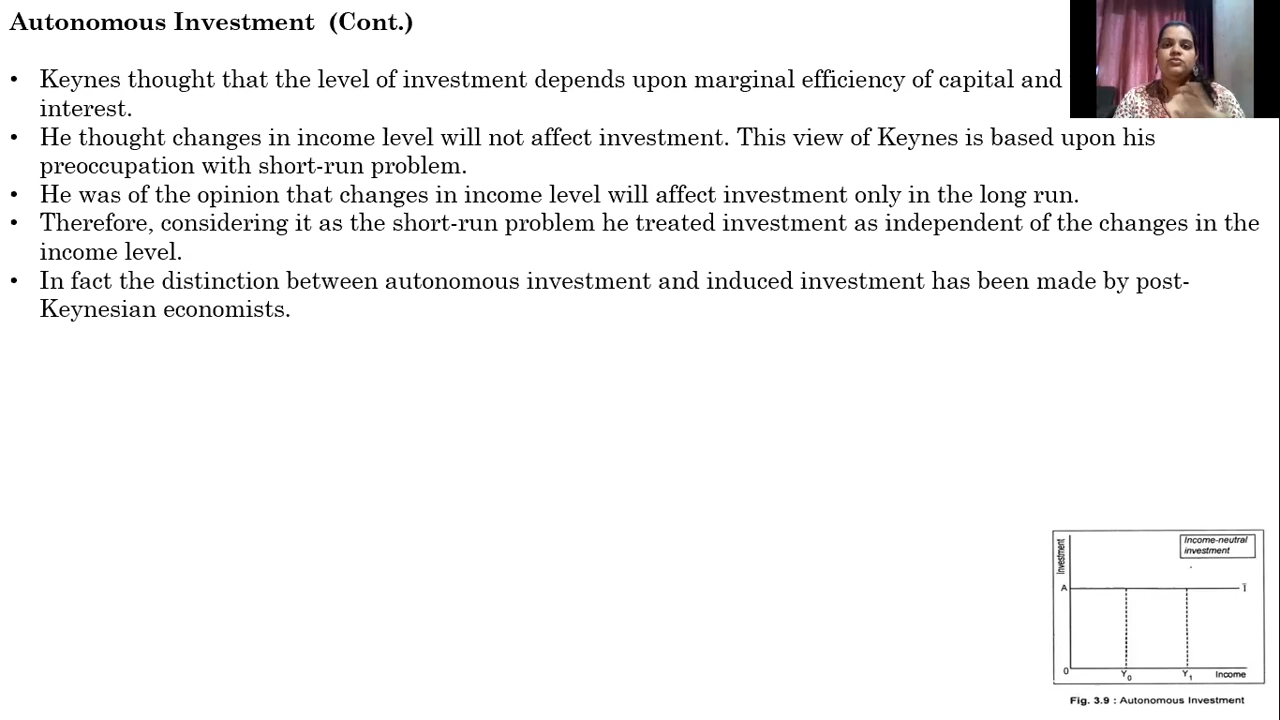 Autonomous Investment (Cont.)
• Keynes thought that the level of investment depends upon marginal efficiency of capital and
interest.
• He thought changes in income level will not affect investment. This view of Keynes is based upon his
preoccupation with short-run problem.
• He was of the opinion that changes in income level will affect investment only in the long run.
• Therefore, considering it as the short-run problem he treated investment as independent of the changes in the
income level.
• In fact the distinction between autonomous investment and induced investment has been made by post-
Keynesian economists.
Investment
Income-neutral
investment
A
Ī
0
Y₀
Y₁
Income
Fig. 3.9 : Autonomous Investment